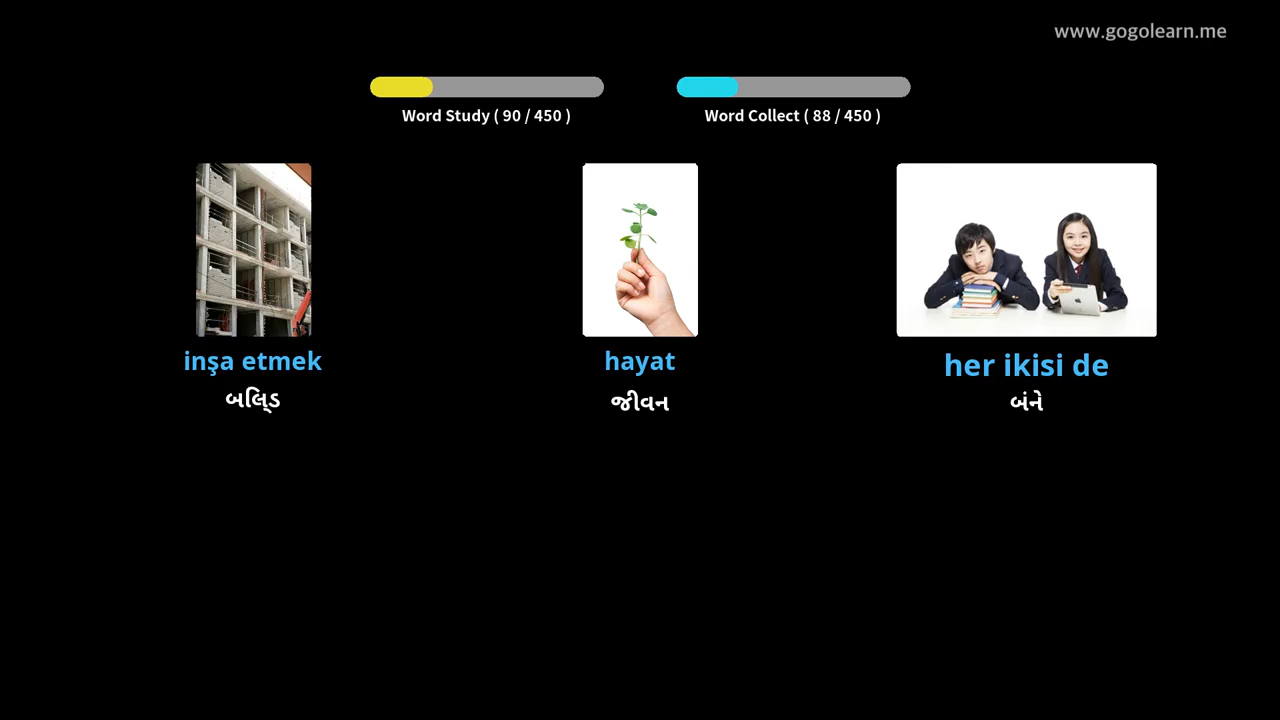 www.gogolearn.me
Word Study ( 90 / 450 )
Word Collect ( 88 / 450 )
inşa etmek
hayat
her ikisi de
બલ્ડિ
જીવન
બંને